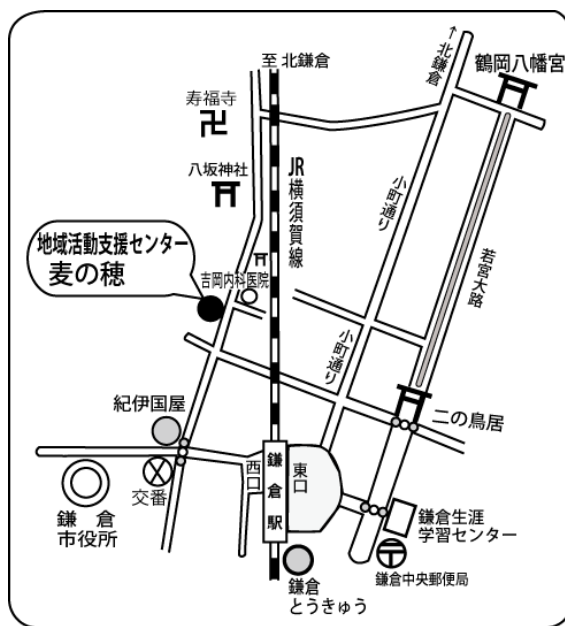 至 北鎌倉
↑北鎌倉
鶴岡八幡宮
寿福寺
八坂神社
JR横須賀線
小町通り
若宮大路
地域活動支援センター
麦の穂
吉岡内科医院
小町通り
紀伊国屋
二の鳥居
西口
東口
鎌倉駅
交番
鎌倉
市役所
鎌倉生涯
学習センター
鎌倉中央郵便局
鎌倉
とうきゅう